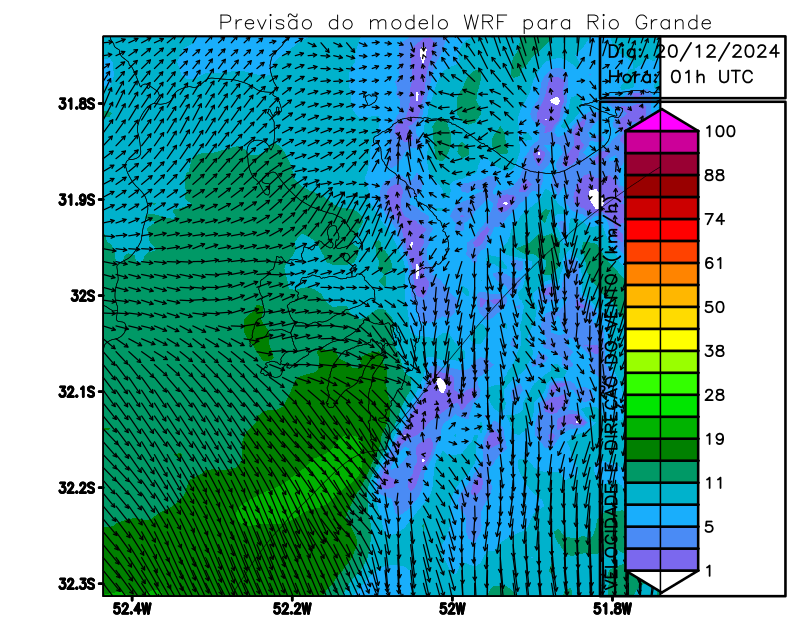 Previsão do modelo WRF para Rio Grande
Dia: 20/12/2024
Hora: 01h UTC
31.8S
31.9S
32S
32.1S
32.2S
32.3S
52.4W
52.2W
52W
51.8W
VELOCIDADE E DIREÇÃO DO VENTO (km/h)
100
88
74
61
50
38
28
19
11
5
1